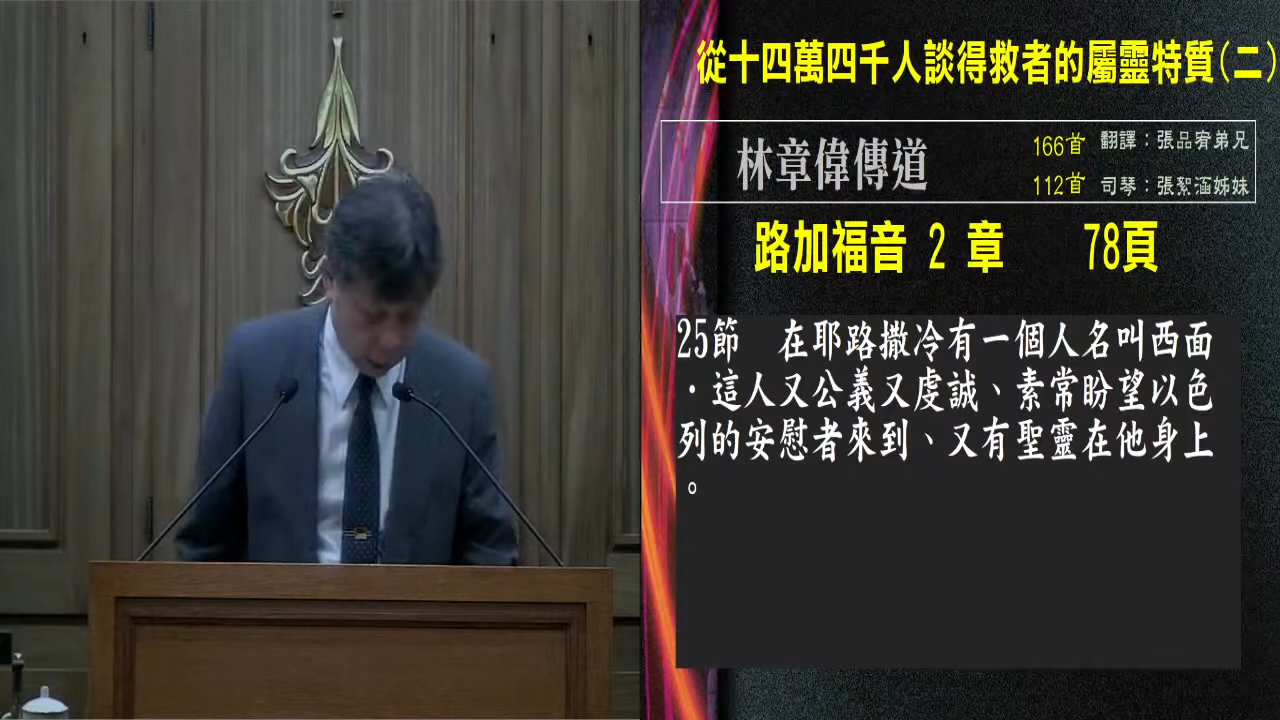 從十四萬四千人談得救者的屬靈特質(二)
林章偉傳道
166首 翻譯：張品宥弟兄
112首 司琴：張絮涵姊妹
路加福音 2 章 78頁
25節 在耶路撒冷有一個人名叫西面
．這人又公義又虔誠、素常盼望以色
列的安慰者來到、又有聖靈在他身上
。